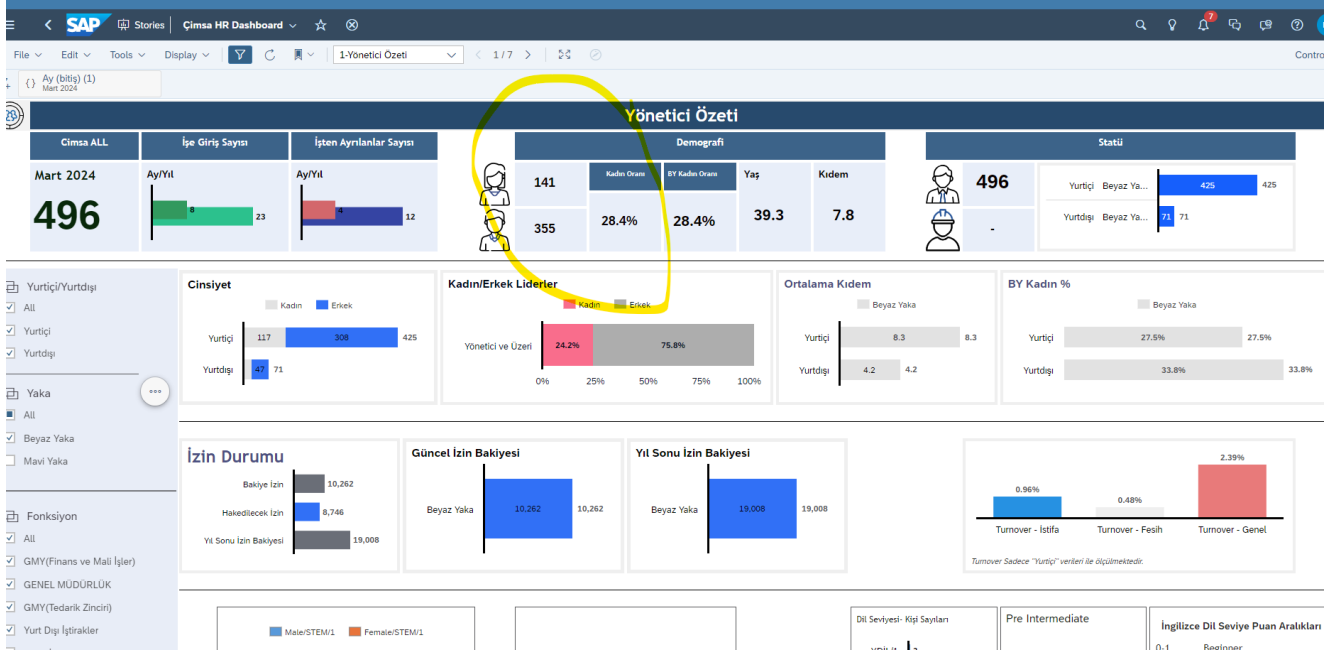 SAP Stories Çimsa HR Dashboard 7
File Edit Tools Display 1-Yönetici Özeti 1/7
Ay (bitiş) (1)
Mart 2024
Yönetici Özeti
Cimsa ALL İşe Giriş Sayısı İşten Ayrılanlar Sayısı Demografi Statü
Mart 2024
496
Ay/Yıl
8
23
Ay/Yıl
4
12
141
355
Kadın Oranı
28.4%
BY Kadın Oranı
28.4%
Yaş
39.3
Kıdem
7.8
496
-
Yurtiçi Beyaz Ya... 425 425
Yurtdışı Beyaz Ya... 71 71
Yurtiçi/Yurtdışı
All
Yurtiçi
Yurtdışı
Yaka
All
Beyaz Yaka
Mavi Yaka
Fonksiyon
All
GMY(Finans ve Mali İşler)
GENEL MÜDÜRLÜK
GMY(Tedarik Zinciri)
Yurt Dışı İştirakler
Cinsiyet
Kadın Erkek
Yurtiçi 117 308 425
Yurtdışı 47 71
Kadın/Erkek Liderler
Kadın Erkek
Yönetici ve Üzeri 24.2% 75.8%
0% 25% 50% 75% 100%
Ortalama Kıdem
Beyaz Yaka
Yurtiçi 8.3 8.3
Yurtdışı 4.2 4.2
BY Kadın %
Beyaz Yaka
Yurtiçi 27.5% 27.5%
Yurtdışı 33.8% 33.8%
İzin Durumu
Bakiye İzin 10,262
Hakedilecek İzin 8,746
Yıl Sonu İzin Bakiyesi 19,008
Güncel İzin Bakiyesi
Beyaz Yaka 10,262 10,262
Yıl Sonu İzin Bakiyesi
Beyaz Yaka 19,008 19,008
0.96% 0.48% 2.39%
Turnover - İstifa Turnover - Fesih Turnover - Genel
Turnover Sadece "Yurtiçi" verileri ile ölçülmektedir.
Male/STEM/1 Female/STEM/1
Dil Seviyesi- Kişi Sayıları
Pre Intermediate
İngilizce Dil Seviye Puan Aralıkları
0-1 Beginner